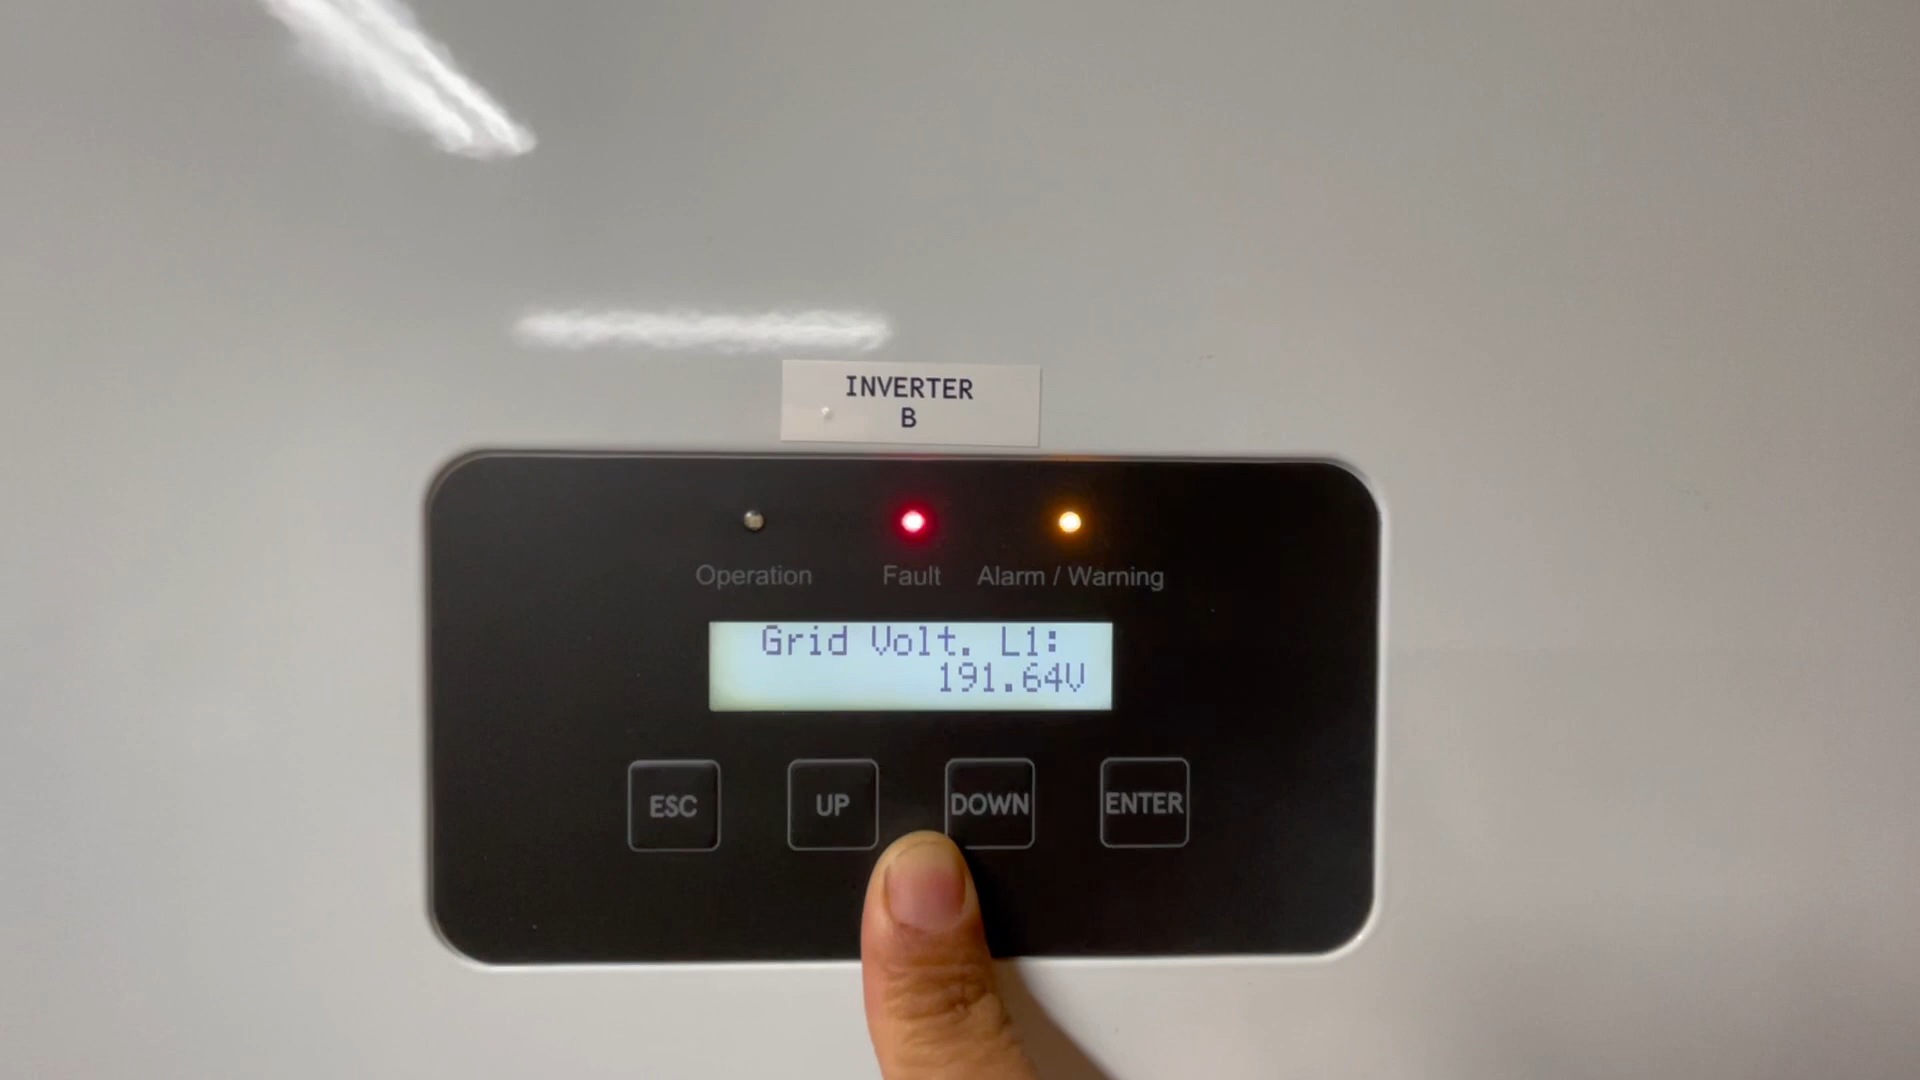 INVERTER
B
Operation Fault Alarm / Warning
Grid Volt. L1:
191.64V
ESC UP DOWN ENTER